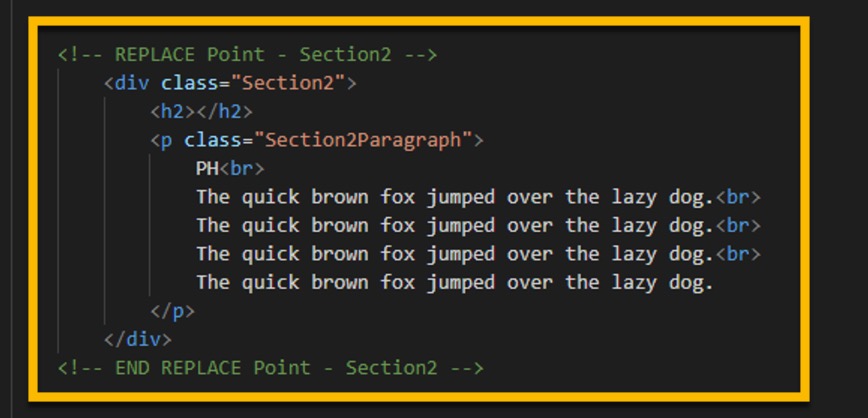 <!-- REPLACE Point - Section2 -->
<div class="Section2">
<h2></h2>
<p class="Section2Paragraph">
PH<br>
The quick brown fox jumped over the lazy dog.<br>
The quick brown fox jumped over the lazy dog.<br>
The quick brown fox jumped over the lazy dog.<br>
The quick brown fox jumped over the lazy dog.
</p>
</div>
<!-- END REPLACE Point - Section2 -->